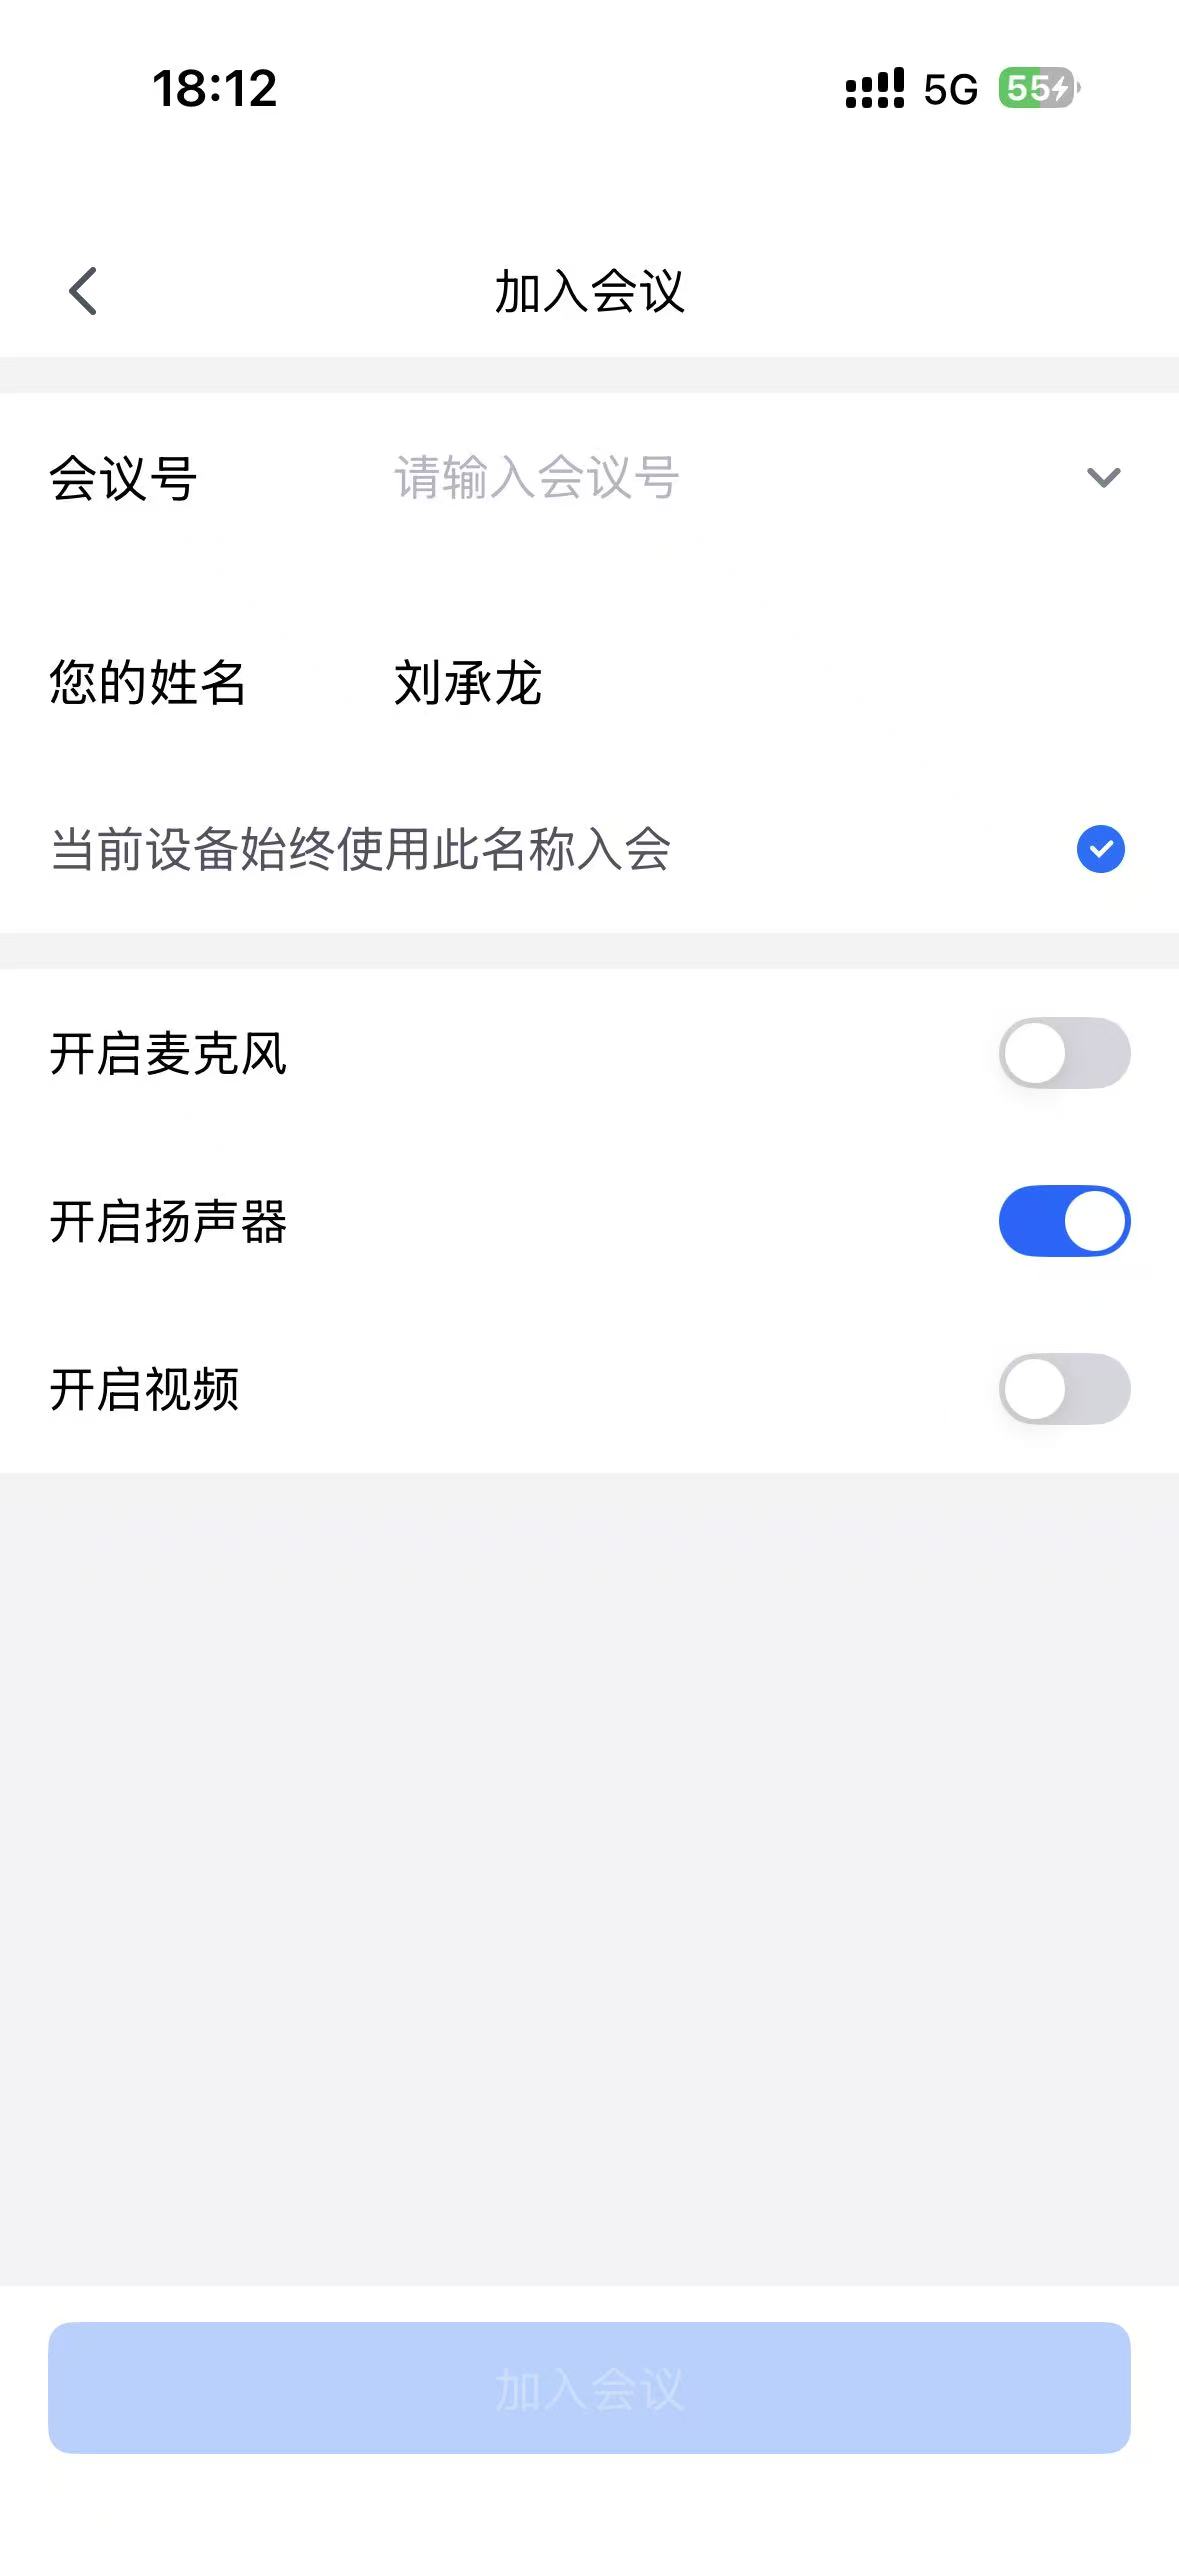 18:12 5G 55
加入会议
会议号 请输入会议号
您的姓名 刘承龙
当前设备始终使用此名称入会
开启麦克风
开启扬声器
开启视频
加入会议